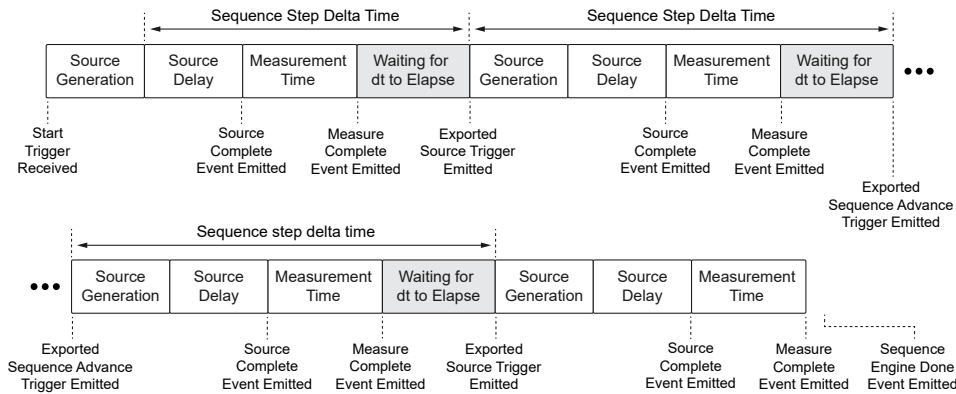 Sequence Step Delta Time
Sequence Step Delta Time
Source
Generation
Source
Delay
Measurement
Time
Waiting for
dt to Elapse
Source
Generation
Source
Delay
Measurement
Time
Waiting for
dt to Elapse
•••
Start
Trigger
Received
Source
Complete
Event Emitted
Measure
Complete
Event Emitted
Exported
Source Trigger
Emitted
Source
Complete
Event Emitted
Measure
Complete
Event Emitted
Exported
Sequence Advance
Trigger Emitted
Sequence step delta time
•••
Source
Generation
Source
Delay
Measurement
Time
Waiting for
dt to Elapse
Source
Generation
Source
Delay
Measurement
Time
Exported
Sequence Advance
Trigger Emitted
Source
Complete
Event Emitted
Measure
Complete
Event Emitted
Exported
Source Trigger
Emitted
Source
Complete
Event Emitted
Measure
Complete
Event Emitted
Sequence
Engine Done
Event Emitted